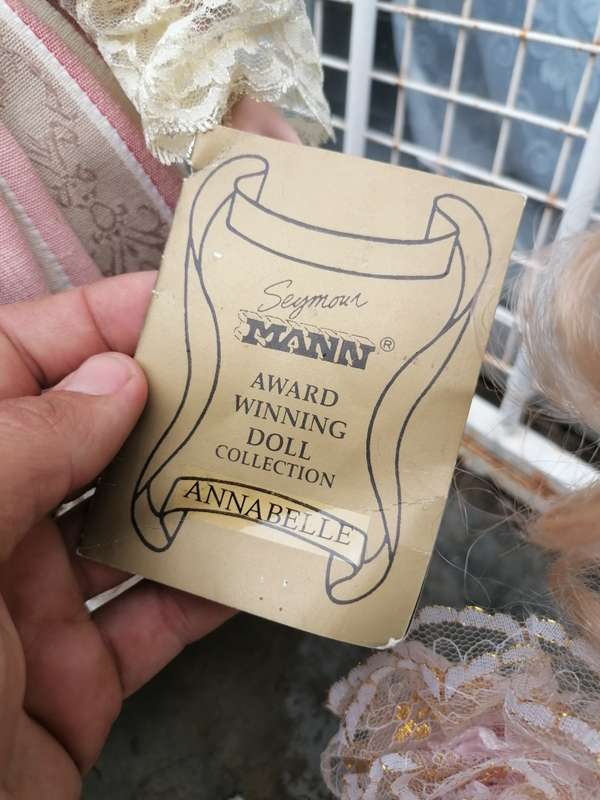 Seymour
MANN®
AWARD
WINNING
DOLL
COLLECTION
ANNABELLE